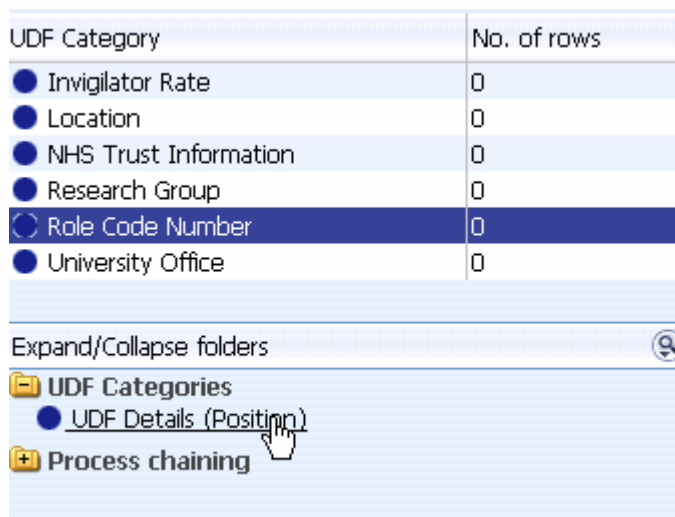 UDF Category No. of rows
Invigilator Rate 0
Location 0
NHS Trust Information 0
Research Group 0
Role Code Number 0
University Office 0
Expand/Collapse folders
UDF Categories
UDF Details (Position)
Process chaining